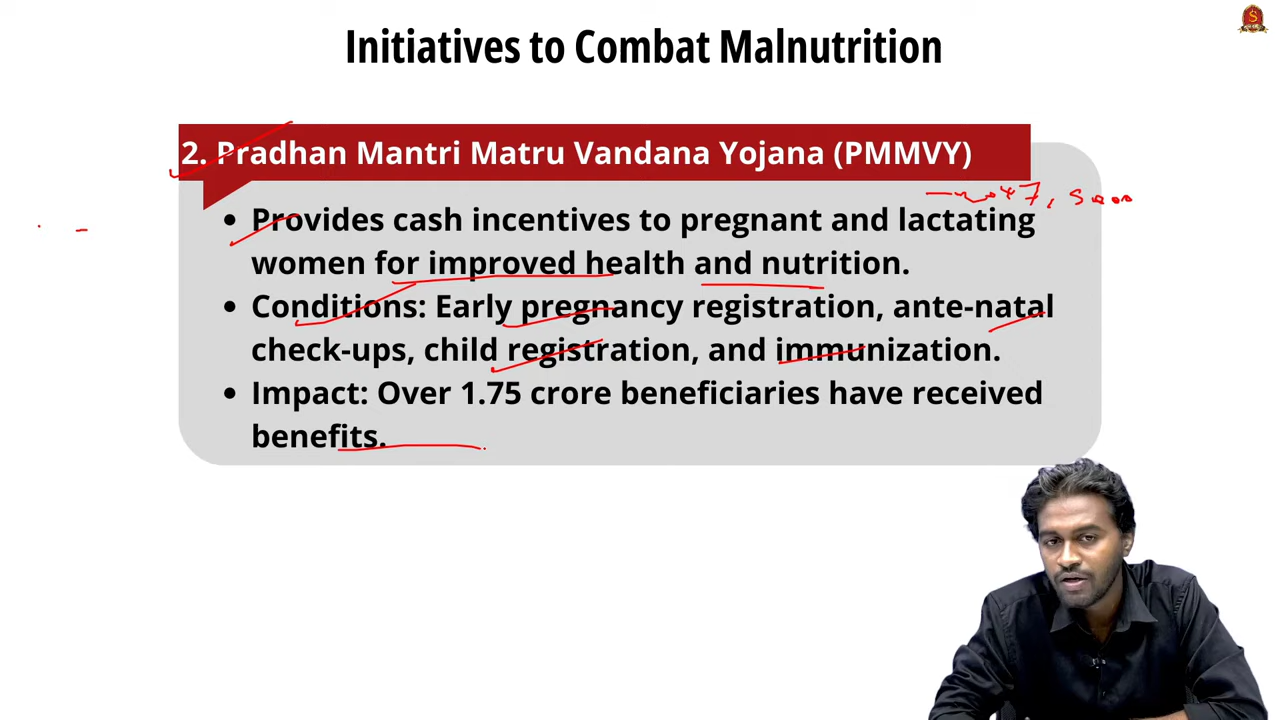 Initiatives to Combat Malnutrition
2. Pradhan Mantri Matru Vandana Yojana (PMMVY)
• Provides cash incentives to pregnant and lactating
women for improved health and nutrition.
• Conditions: Early pregnancy registration, ante-natal
check-ups, child registration, and immunization.
• Impact: Over 1.75 crore beneficiaries have received
benefits.